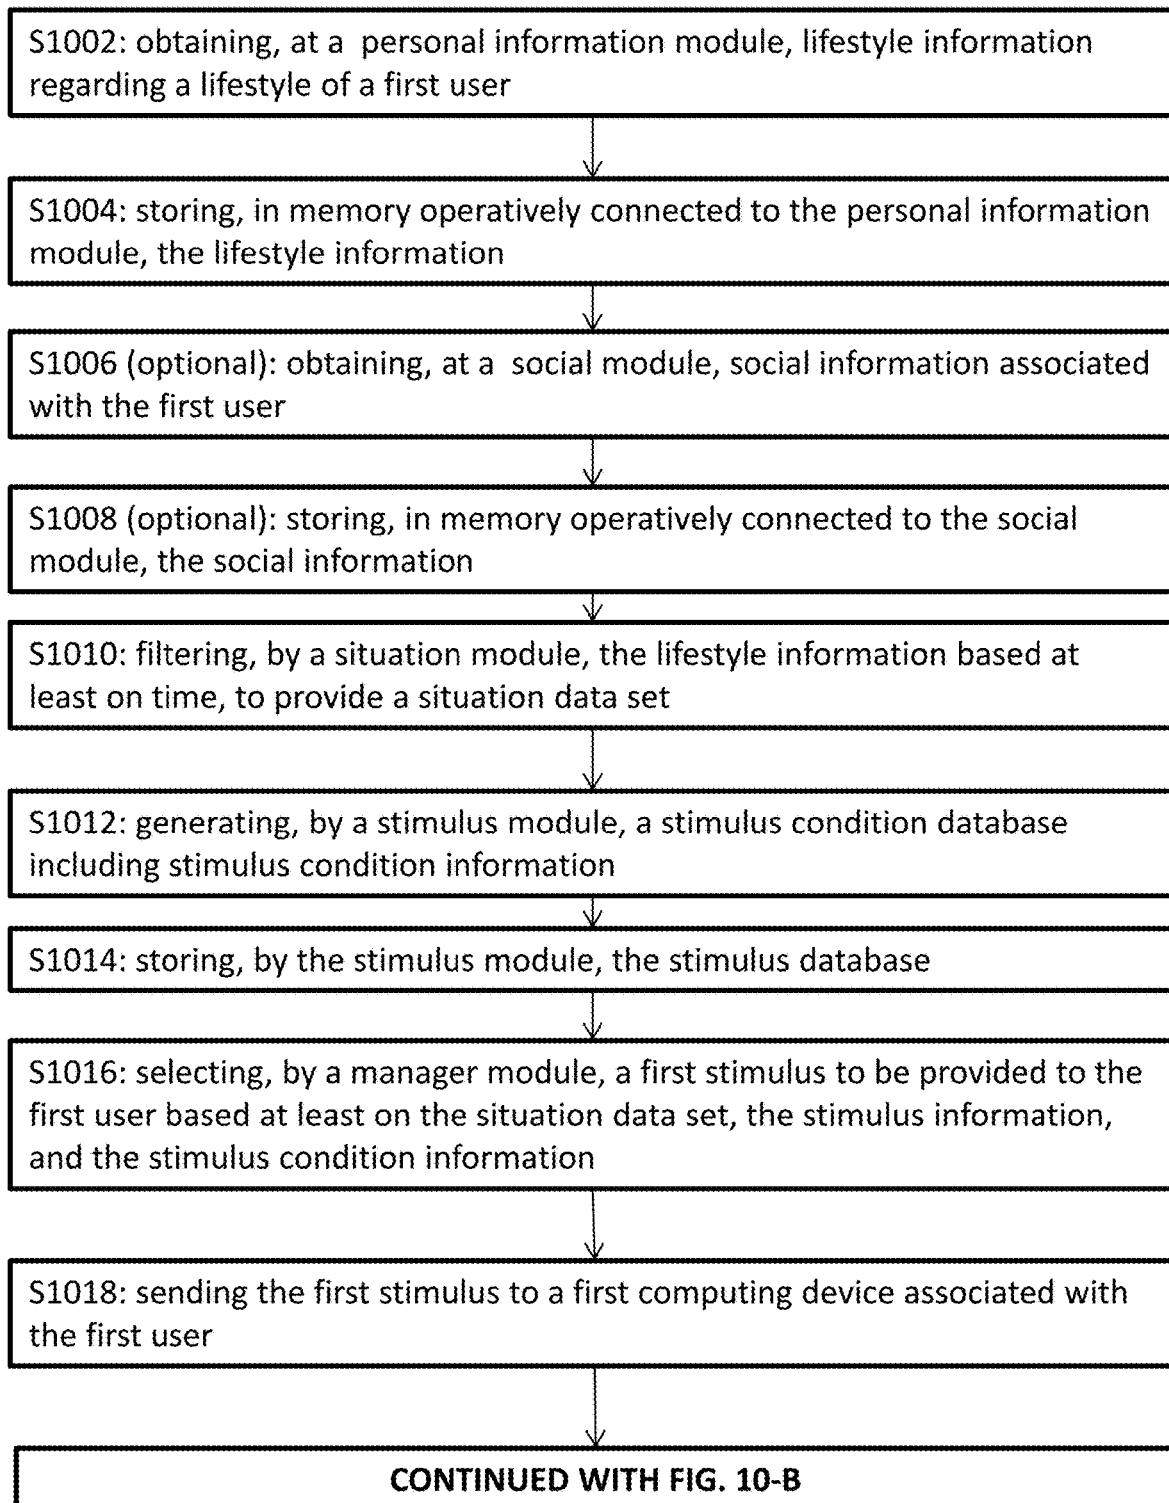 S1002: obtaining, at a personal information module, lifestyle information
regarding a lifestyle of a first user
S1004: storing, in memory operatively connected to the personal information
module, the lifestyle information
S1006 (optional): obtaining, at a social module, social information associated
with the first user
S1008 (optional): storing, in memory operatively connected to the social
module, the social information
S1010: filtering, by a situation module, the lifestyle information based at
least on time, to provide a situation data set
S1012: generating, by a stimulus module, a stimulus condition database
including stimulus condition information
S1014: storing, by the stimulus module, the stimulus database
S1016: selecting, by a manager module, a first stimulus to be provided to the
first user based at least on the situation data set, the stimulus information,
and the stimulus condition information
S1018: sending the first stimulus to a first computing device associated with
the first user
CONTINUED WITH FIG. 10-B